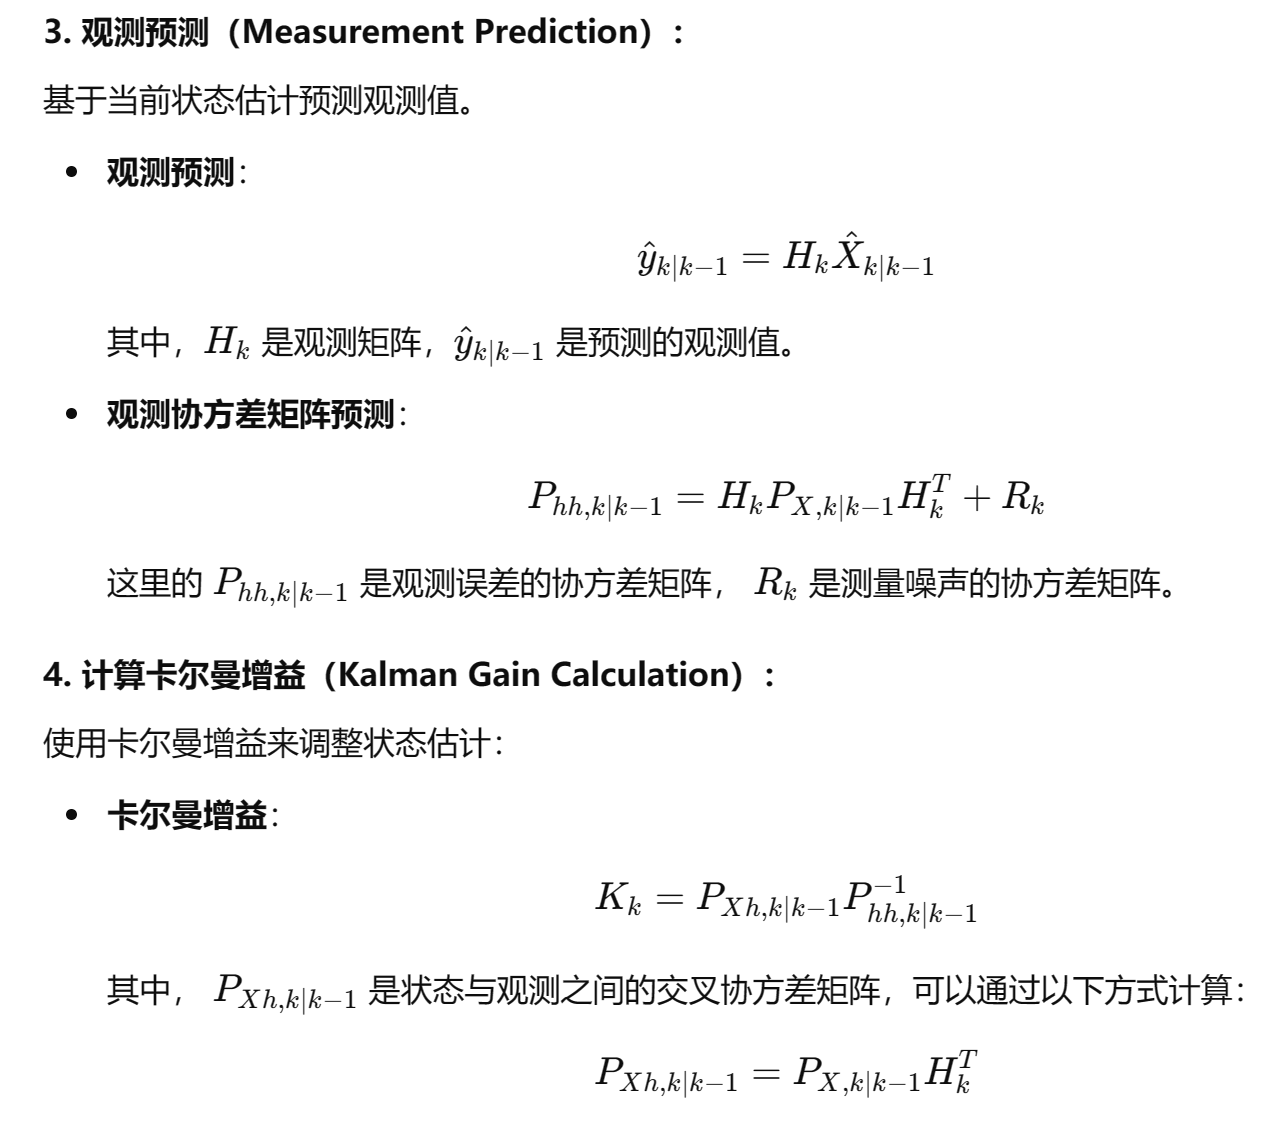 3. 观测预测（Measurement Prediction）：
基于当前状态估计预测观测值。
• 观测预测：
$\hat{y}_{k|k-1} = H_k \hat{X}_{k|k-1}$
其中，$H_k$ 是观测矩阵，$\hat{y}_{k|k-1}$ 是预测的观测值。
• 观测协方差矩阵预测：
$P_{hh,k|k-1} = H_k P_{X,k|k-1} H_k^T + R_k$
这里的 $P_{hh,k|k-1}$ 是观测误差的协方差矩阵， $R_k$ 是测量噪声的协方差矩阵。
4. 计算卡尔曼增益（Kalman Gain Calculation）：
使用卡尔曼增益来调整状态估计：
• 卡尔曼增益：
$K_k = P_{Xh,k|k-1} P_{hh,k|k-1}^{-1}$
其中， $P_{Xh,k|k-1}$ 是状态与观测之间的交叉协方差矩阵，可以通过以下方式计算：
$P_{Xh,k|k-1} = P_{X,k|k-1} H_k^T$